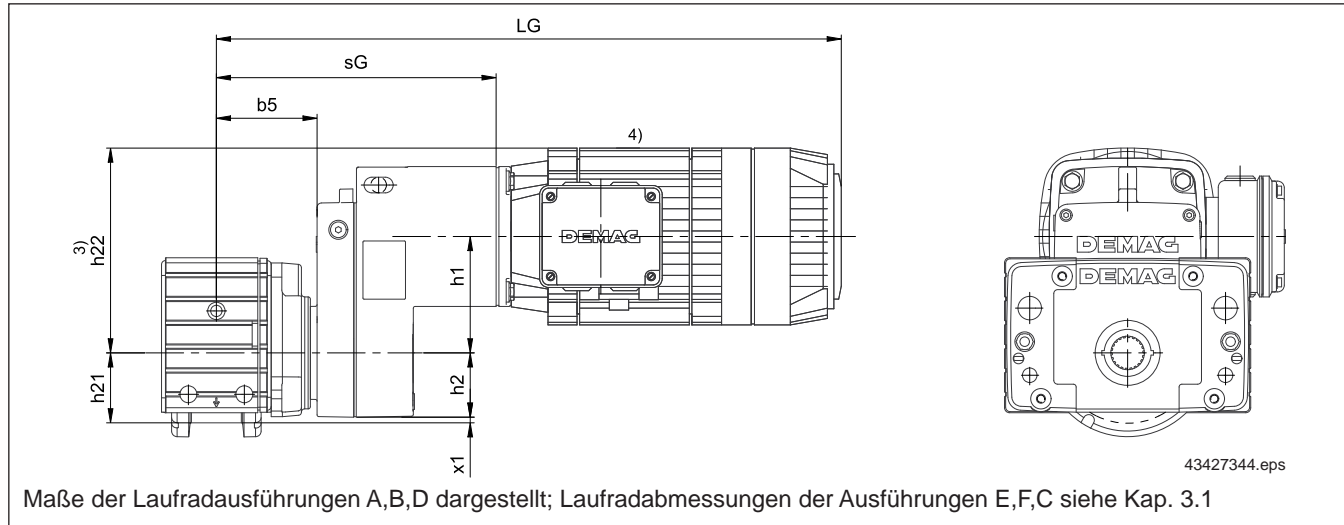 LG
sG
b5
4)
3)
h22
h1
h21
h2
x1
DEMAG
DEMAG
DEMAG
43427344.eps
Maße der Laufradausführungen A,B,D dargestellt; Laufradabmessungen der Ausführungen E,F,C siehe Kap. 3.1